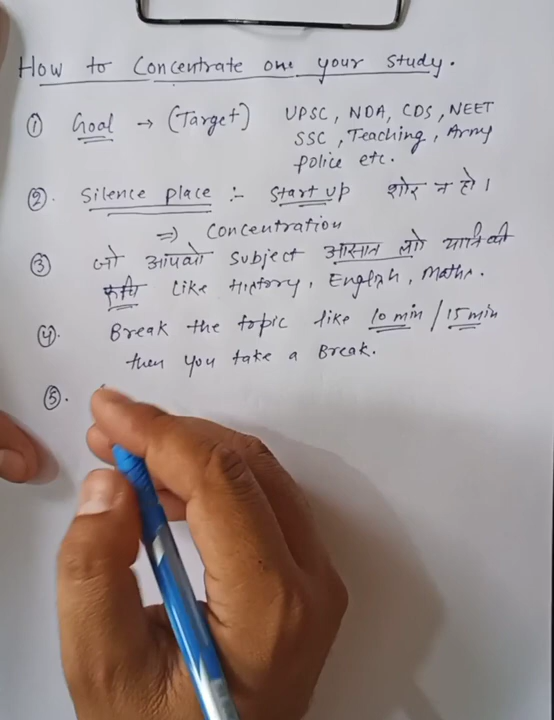 How to Concentrate one your study.
① Goal → (Target) UPSC, NDA, CDS, NEET
SSC, Teaching, Army
police etc.
②. Silence place :- Start up शोर न हो।
⇒ Concentration
③ जो आपको Subject आसान लगे यानि की
रूचि Like History, English, Maths.
④. Break the topic like 10 min / 15 min
then you take a Break.
⑤.